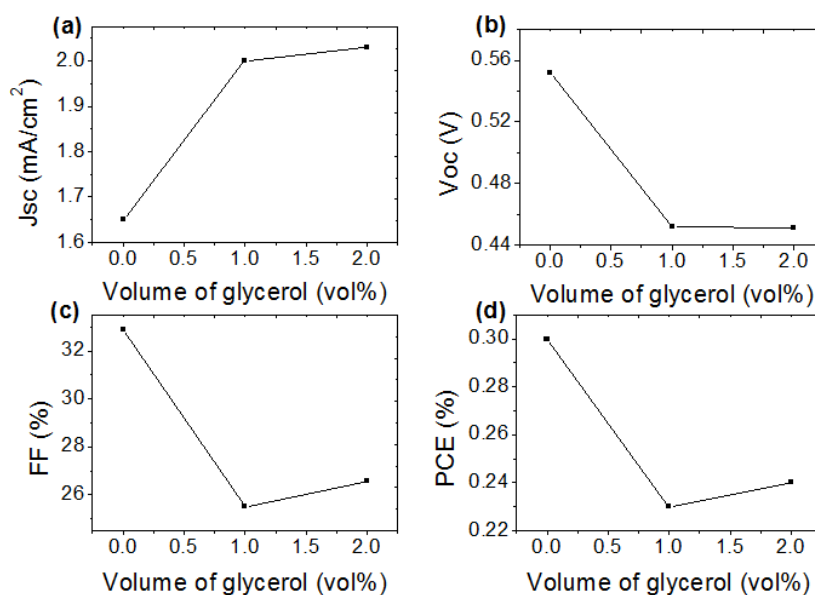 (a)
Jsc (mA/cm²)
2.0
1.9
1.8
1.7
1.6
0.0 0.5 1.0 1.5 2.0
Volume of glycerol (vol%)
(b)
Voc (V)
0.56
0.52
0.48
0.44
0.0 0.5 1.0 1.5 2.0
Volume of glycerol (vol%)
(c)
FF (%)
32
30
28
26
0.0 0.5 1.0 1.5 2.0
Volume of glycerol (vol%)
(d)
PCE (%)
0.30
0.28
0.26
0.24
0.22
0.0 0.5 1.0 1.5 2.0
Volume of glycerol (vol%)